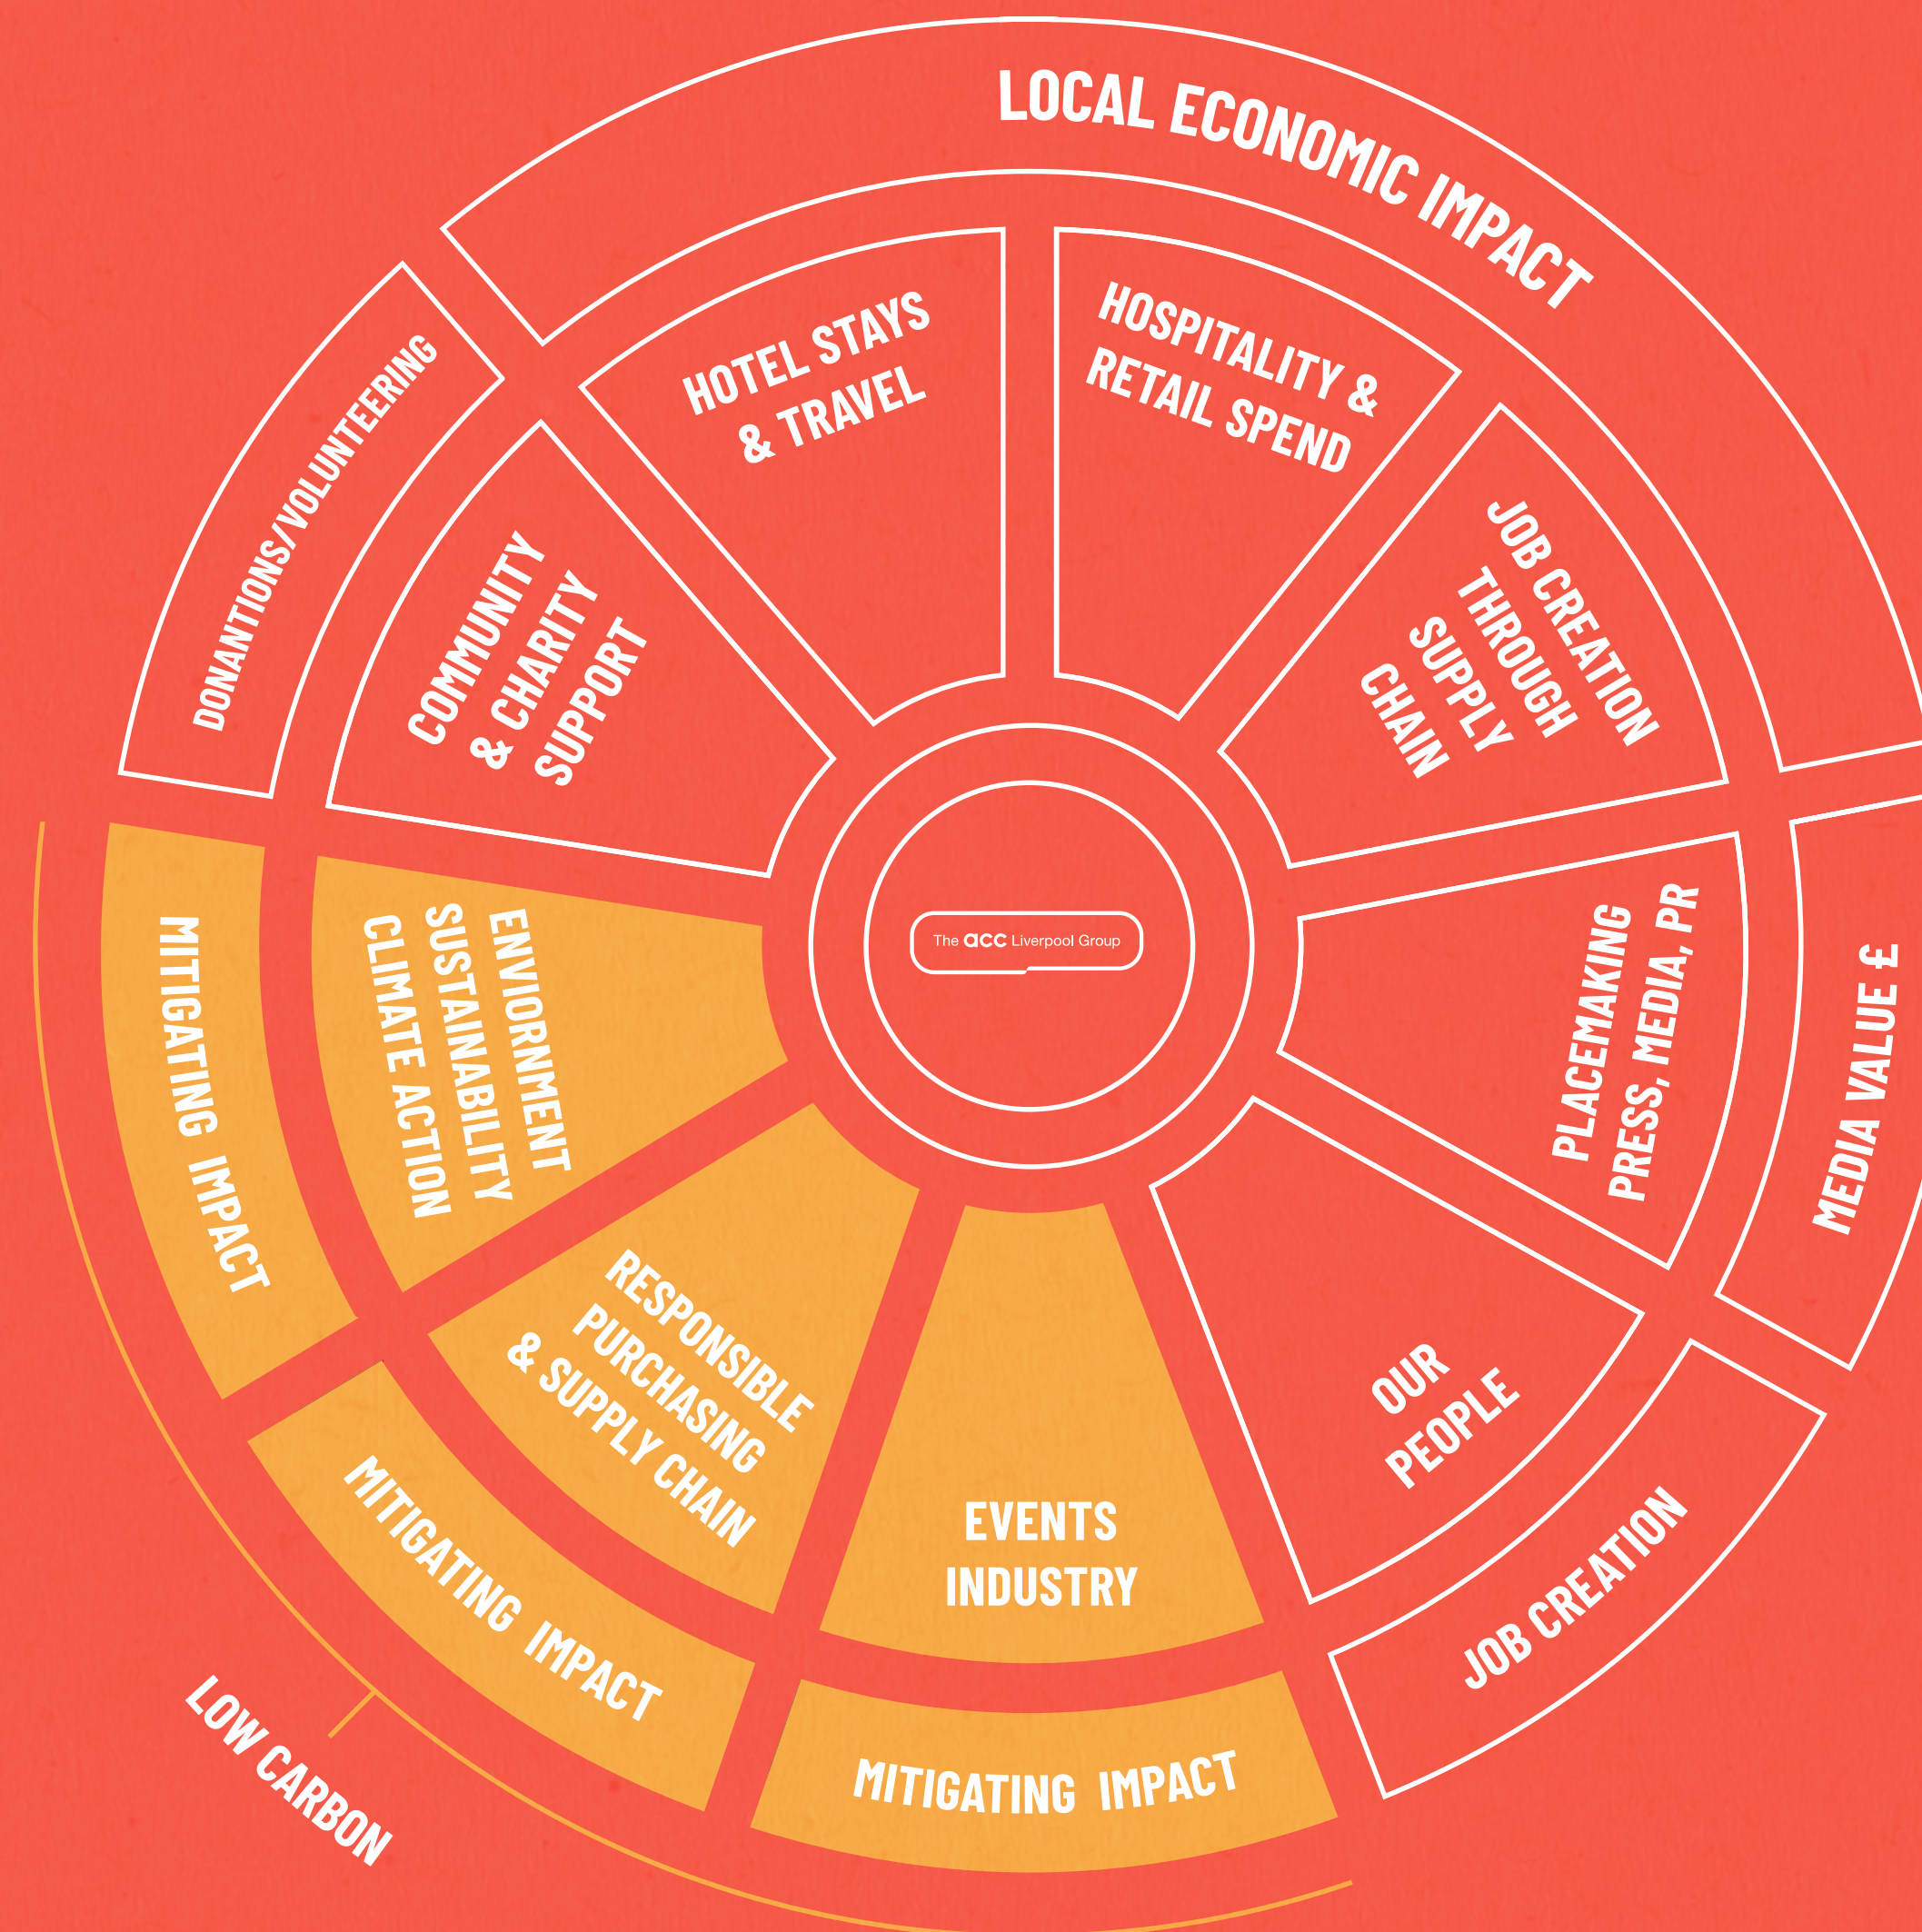 LOCAL ECONOMIC IMPACT
HOTEL STAYS
& TRAVEL
HOSPITALITY &
RETAIL SPEND
JOB CREATION
THROUGH
SUPPLY
CHAIN
PLACEMAKING
PRESS, MEDIA, PR
MEDIA VALUE £
OUR
PEOPLE
JOB CREATION
EVENTS
INDUSTRY
MITIGATING IMPACT
RESPONSIBLE
PURCHASING
& SUPPLY CHAIN
MITIGATING IMPACT
LOW CARBON
ENVIORNMENT
SUSTAINABILITY
CLIMATE ACTION
MITIGATING IMPACT
COMMUNITY
& CHARITY
SUPPORT
DONANTIONS/VOLUNTEERING
The acc Liverpool Group